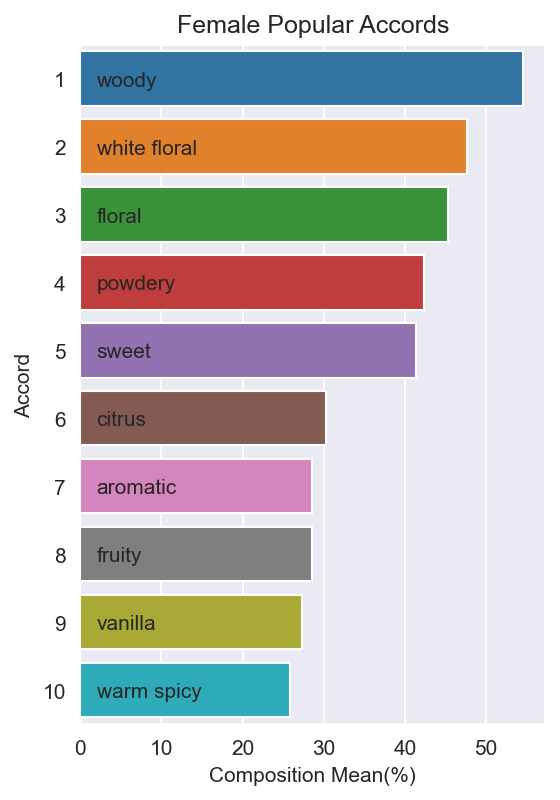 Female Popular Accords
1 woody
2 white floral
3 floral
4 powdery
5 sweet
Accord
6 citrus
7 aromatic
8 fruity
9 vanilla
10 warm spicy
0 10 20 30 40 50
Composition Mean(%)